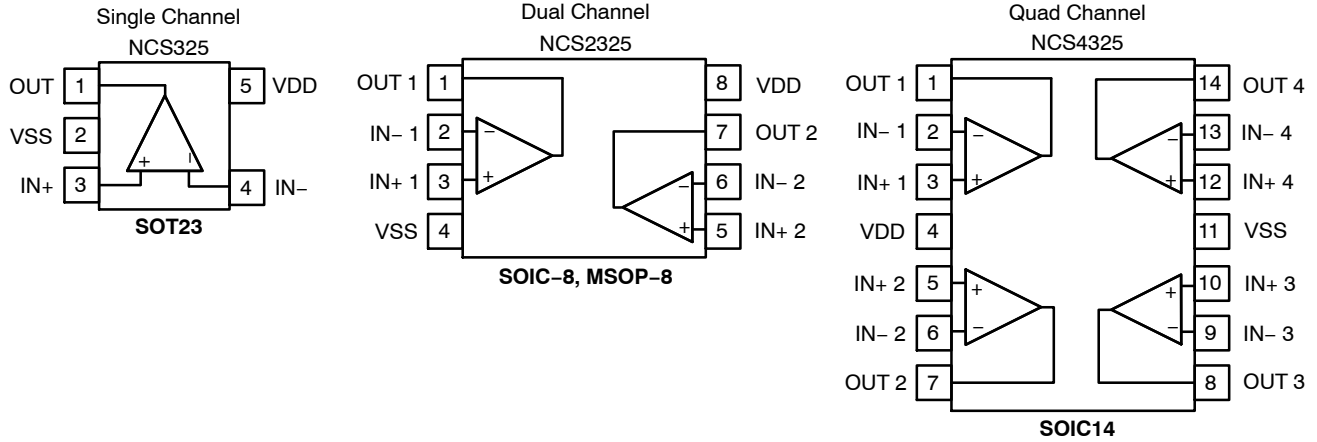 Single Channel
NCS325
OUT 1 5 VDD
VSS 2
IN+ 3 4 IN−
+ −
SOT23
Dual Channel
NCS2325
OUT 1 1 8 VDD
IN− 1 2 − 7 OUT 2
IN+ 1 3 + − 6 IN− 2
VSS 4 + 5 IN+ 2
SOIC−8, MSOP−8
Quad Channel
NCS4325
OUT 1 1 14 OUT 4
IN− 1 2 − − 13 IN− 4
IN+ 1 3 + + 12 IN+ 4
VDD 4 11 VSS
IN+ 2 5 + + 10 IN+ 3
IN− 2 6 − − 9 IN− 3
OUT 2 7 8 OUT 3
SOIC14